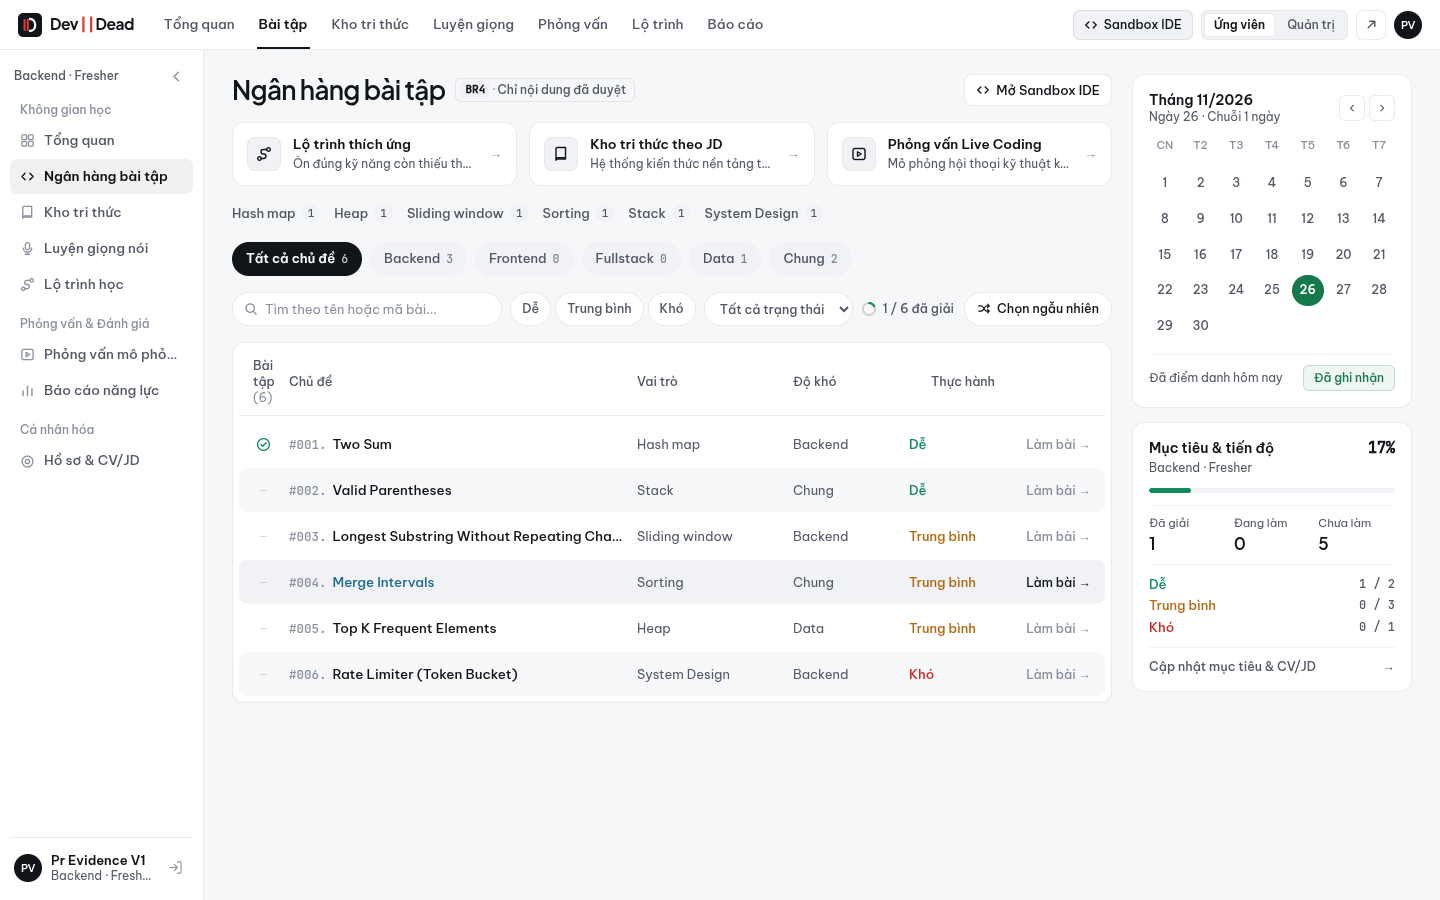 Dev||Dead
Tổng quan
Bài tập
Kho tri thức
Luyện giọng
Phỏng vấn
Lộ trình
Báo cáo
Sandbox IDE
Ứng viên
Quản trị
PV
Backend · Fresher
Không gian học
Tổng quan
Ngân hàng bài tập
Kho tri thức
Luyện giọng nói
Lộ trình học
Phỏng vấn & Đánh giá
Phỏng vấn mô phỏ...
Báo cáo năng lực
Cá nhân hóa
Hồ sơ & CV/JD
PV
Pr Evidence V1
Backend · Fresh...
Ngân hàng bài tập
BR4 · Chỉ nội dung đã duyệt
Mở Sandbox IDE
Lộ trình thích ứng
Ôn đúng kỹ năng còn thiếu th... →
Kho tri thức theo JD
Hệ thống kiến thức nền tảng t... →
Phỏng vấn Live Coding
Mô phỏng hội thoại kỹ thuật k... →
Hash map 1 Heap 1 Sliding window 1 Sorting 1 Stack 1 System Design 1
Tất cả chủ đề 6 Backend 3 Frontend 0 Fullstack 0 Data 1 Chung 2
Tìm theo tên hoặc mã bài...
Dễ
Trung bình
Khó
Tất cả trạng thái
1 / 6 đã giải
Chọn ngẫu nhiên
Bài tập (6) Chủ đề Vai trò Độ khó Thực hành
#001. Two Sum Hash map Backend Dễ Làm bài →
— #002. Valid Parentheses Stack Chung Dễ Làm bài →
— #003. Longest Substring Without Repeating Cha... Sliding window Backend Trung bình Làm bài →
— #004. Merge Intervals Sorting Chung Trung bình Làm bài →
— #005. Top K Frequent Elements Heap Data Trung bình Làm bài →
— #006. Rate Limiter (Token Bucket) System Design Backend Khó Làm bài →
Tháng 11/2026
Ngày 26 · Chuỗi 1 ngày
‹ ›
CN T2 T3 T4 T5 T6 T7
1 2 3 4 5 6 7
8 9 10 11 12 13 14
15 16 17 18 19 20 21
22 23 24 25 26 27 28
29 30
Đã điểm danh hôm nay
Đã ghi nhận
Mục tiêu & tiến độ 17%
Backend · Fresher
Đã giải Đang làm Chưa làm
1 0 5
Dễ 1 / 2
Trung bình 0 / 3
Khó 0 / 1
Cập nhật mục tiêu & CV/JD →